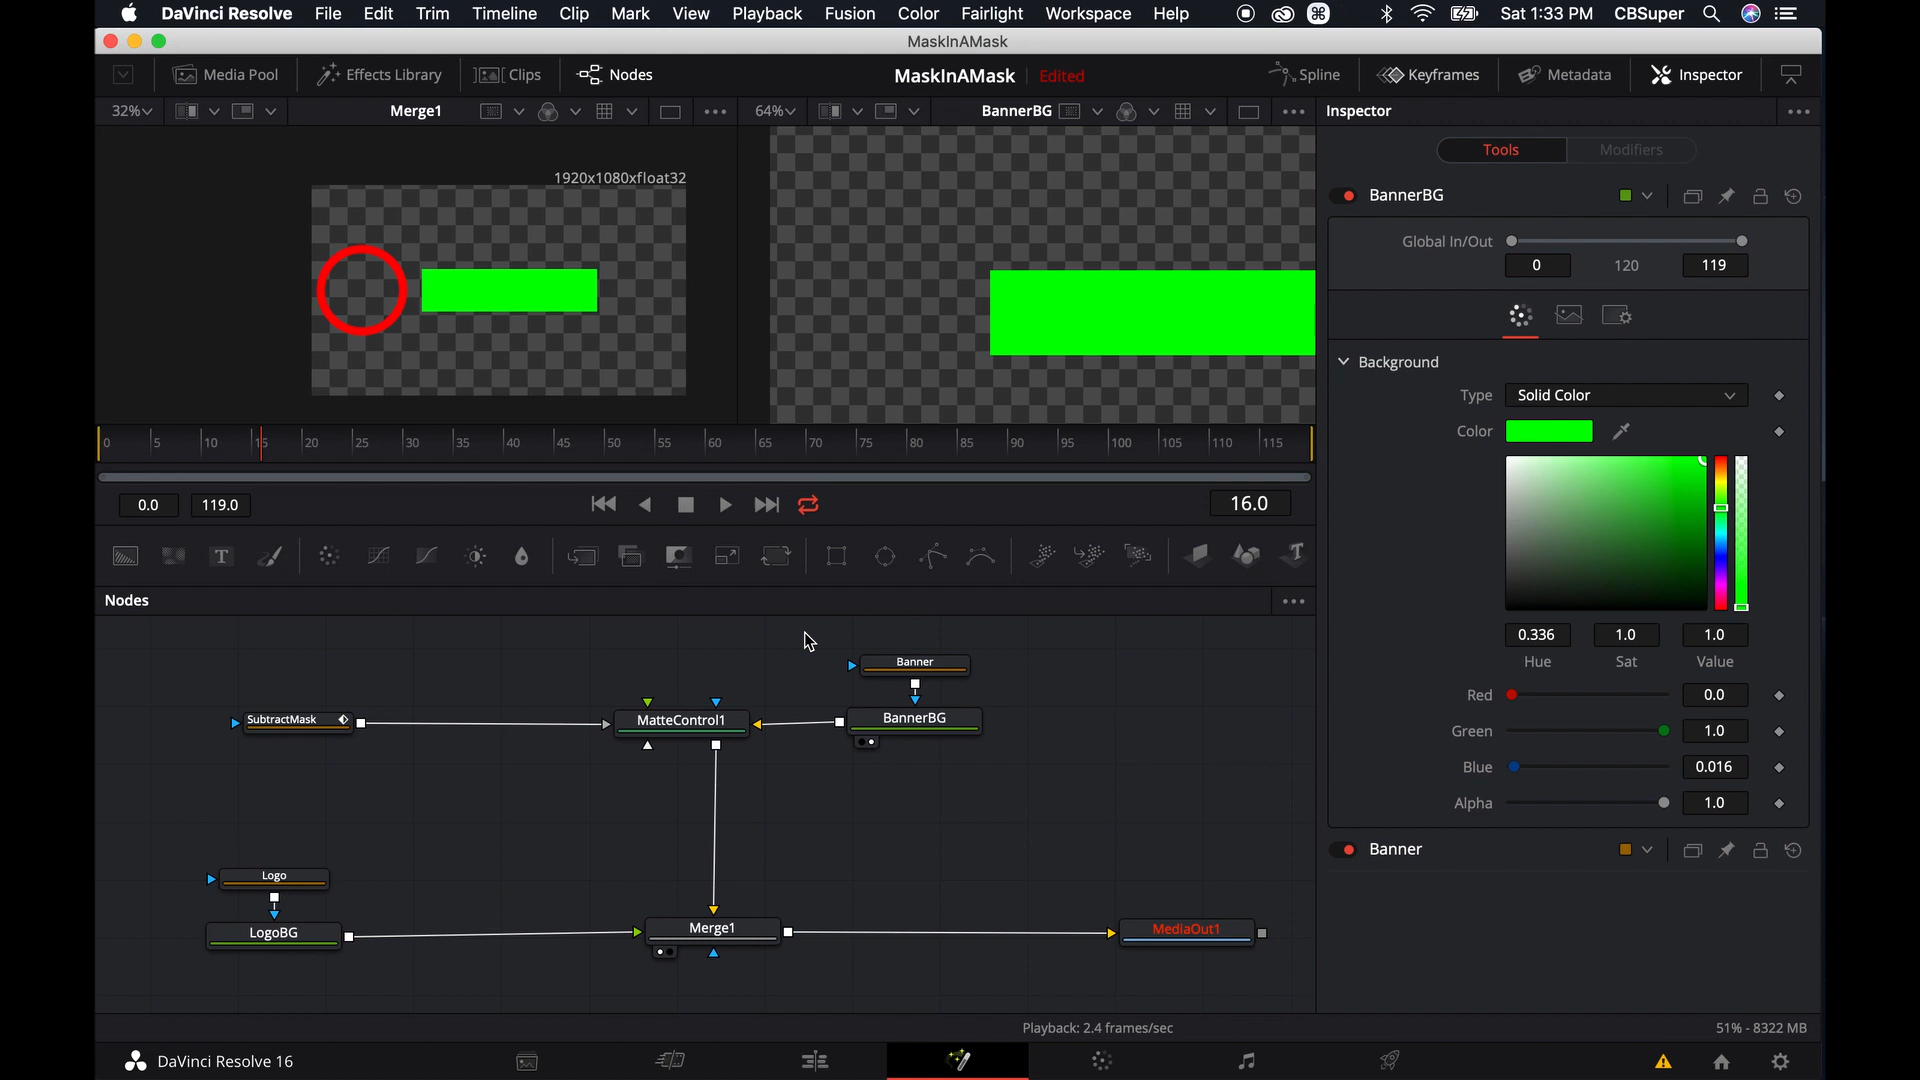 DaVinci Resolve File Edit Trim Timeline Clip Mark View Playback Fusion Color Fairlight Workspace Help Sat 1:33 PM CBSuper
MaskInAMask
Media Pool Effects Library Clips Nodes MaskInAMask Edited Spline Keyframes Metadata Inspector
32% Merge1 64% BannerBG Inspector
Tools Modifiers
1920x1080xfloat32
BannerBG
Global In/Out
0 120 119
Background
Type Solid Color
Color
0 5 10 15 20 25 30 35 40 45 50 55 60 65 70 75 80 85 90 95 100 105 110 115
0.0 119.0 16.0
T T
Nodes
0.336 1.0 1.0
Hue Sat Value
Red 0.0
Green 1.0
Blue 0.016
Alpha 1.0
Banner
Banner
BannerBG
SubtractMask
MatteControl1
Logo
LogoBG
Merge1
MediaOut1
Playback: 2.4 frames/sec 51% - 8322 MB
DaVinci Resolve 16